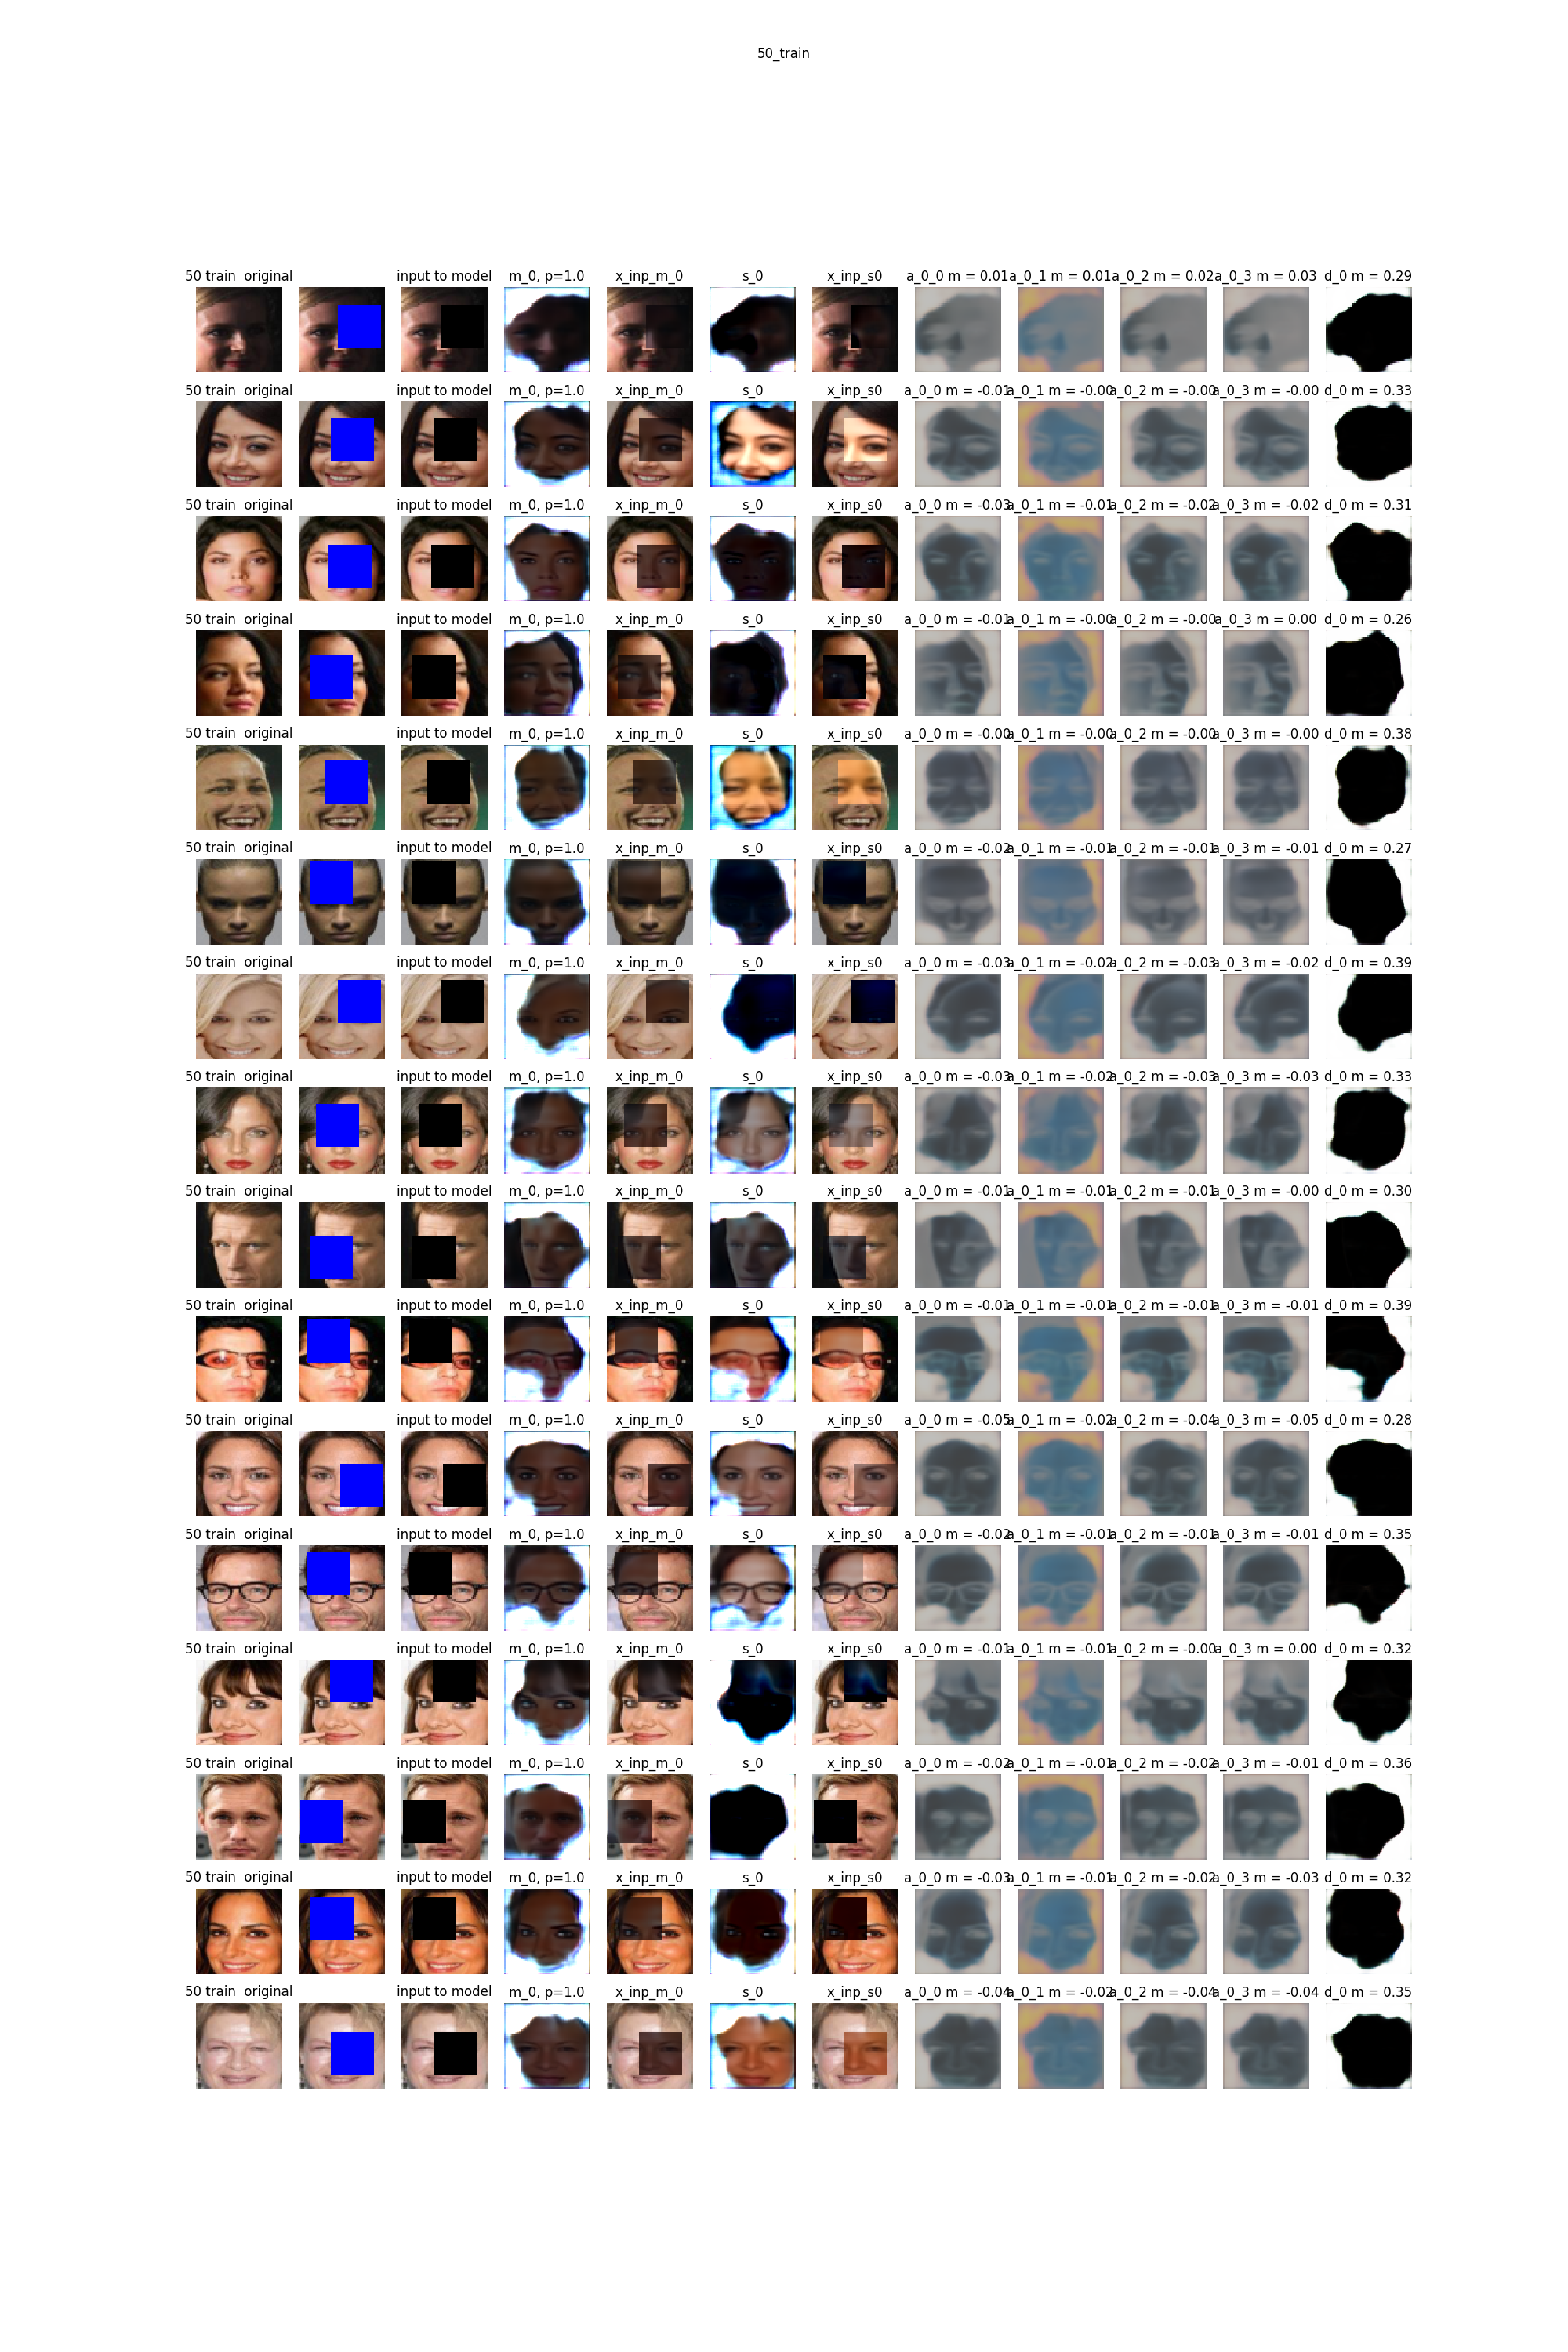 50_train
50 train original input to model m_0, p=1.0 x_inp_m_0 s_0 x_inp_s0 a_0_0 m = 0.01 a_0_1 m = 0.01 a_0_2 m = 0.02 a_0_3 m = 0.03 d_0 m = 0.29
50 train original input to model m_0, p=1.0 x_inp_m_0 s_0 x_inp_s0 a_0_0 m = -0.01 a_0_1 m = -0.00 a_0_2 m = -0.00 a_0_3 m = -0.00 d_0 m = 0.33
50 train original input to model m_0, p=1.0 x_inp_m_0 s_0 x_inp_s0 a_0_0 m = -0.03 a_0_1 m = -0.01 a_0_2 m = -0.02 a_0_3 m = -0.02 d_0 m = 0.31
50 train original input to model m_0, p=1.0 x_inp_m_0 s_0 x_inp_s0 a_0_0 m = -0.01 a_0_1 m = -0.00 a_0_2 m = -0.00 a_0_3 m = 0.00 d_0 m = 0.26
50 train original input to model m_0, p=1.0 x_inp_m_0 s_0 x_inp_s0 a_0_0 m = -0.00 a_0_1 m = -0.00 a_0_2 m = -0.00 a_0_3 m = -0.00 d_0 m = 0.38
50 train original input to model m_0, p=1.0 x_inp_m_0 s_0 x_inp_s0 a_0_0 m = -0.02 a_0_1 m = -0.01 a_0_2 m = -0.01 a_0_3 m = -0.01 d_0 m = 0.27
50 train original input to model m_0, p=1.0 x_inp_m_0 s_0 x_inp_s0 a_0_0 m = -0.03 a_0_1 m = -0.02 a_0_2 m = -0.03 a_0_3 m = -0.02 d_0 m = 0.39
50 train original input to model m_0, p=1.0 x_inp_m_0 s_0 x_inp_s0 a_0_0 m = -0.03 a_0_1 m = -0.02 a_0_2 m = -0.03 a_0_3 m = -0.03 d_0 m = 0.33
50 train original input to model m_0, p=1.0 x_inp_m_0 s_0 x_inp_s0 a_0_0 m = -0.01 a_0_1 m = -0.01 a_0_2 m = -0.01 a_0_3 m = -0.00 d_0 m = 0.30
50 train original input to model m_0, p=1.0 x_inp_m_0 s_0 x_inp_s0 a_0_0 m = -0.01 a_0_1 m = -0.01 a_0_2 m = -0.01 a_0_3 m = -0.01 d_0 m = 0.39
50 train original input to model m_0, p=1.0 x_inp_m_0 s_0 x_inp_s0 a_0_0 m = -0.05 a_0_1 m = -0.02 a_0_2 m = -0.04 a_0_3 m = -0.05 d_0 m = 0.28
50 train original input to model m_0, p=1.0 x_inp_m_0 s_0 x_inp_s0 a_0_0 m = -0.02 a_0_1 m = -0.01 a_0_2 m = -0.01 a_0_3 m = -0.01 d_0 m = 0.35
50 train original input to model m_0, p=1.0 x_inp_m_0 s_0 x_inp_s0 a_0_0 m = -0.01 a_0_1 m = -0.01 a_0_2 m = -0.00 a_0_3 m = 0.00 d_0 m = 0.32
50 train original input to model m_0, p=1.0 x_inp_m_0 s_0 x_inp_s0 a_0_0 m = -0.02 a_0_1 m = -0.01 a_0_2 m = -0.02 a_0_3 m = -0.01 d_0 m = 0.36
50 train original input to model m_0, p=1.0 x_inp_m_0 s_0 x_inp_s0 a_0_0 m = -0.03 a_0_1 m = -0.01 a_0_2 m = -0.02 a_0_3 m = -0.03 d_0 m = 0.32
50 train original input to model m_0, p=1.0 x_inp_m_0 s_0 x_inp_s0 a_0_0 m = -0.04 a_0_1 m = -0.02 a_0_2 m = -0.04 a_0_3 m = -0.04 d_0 m = 0.35